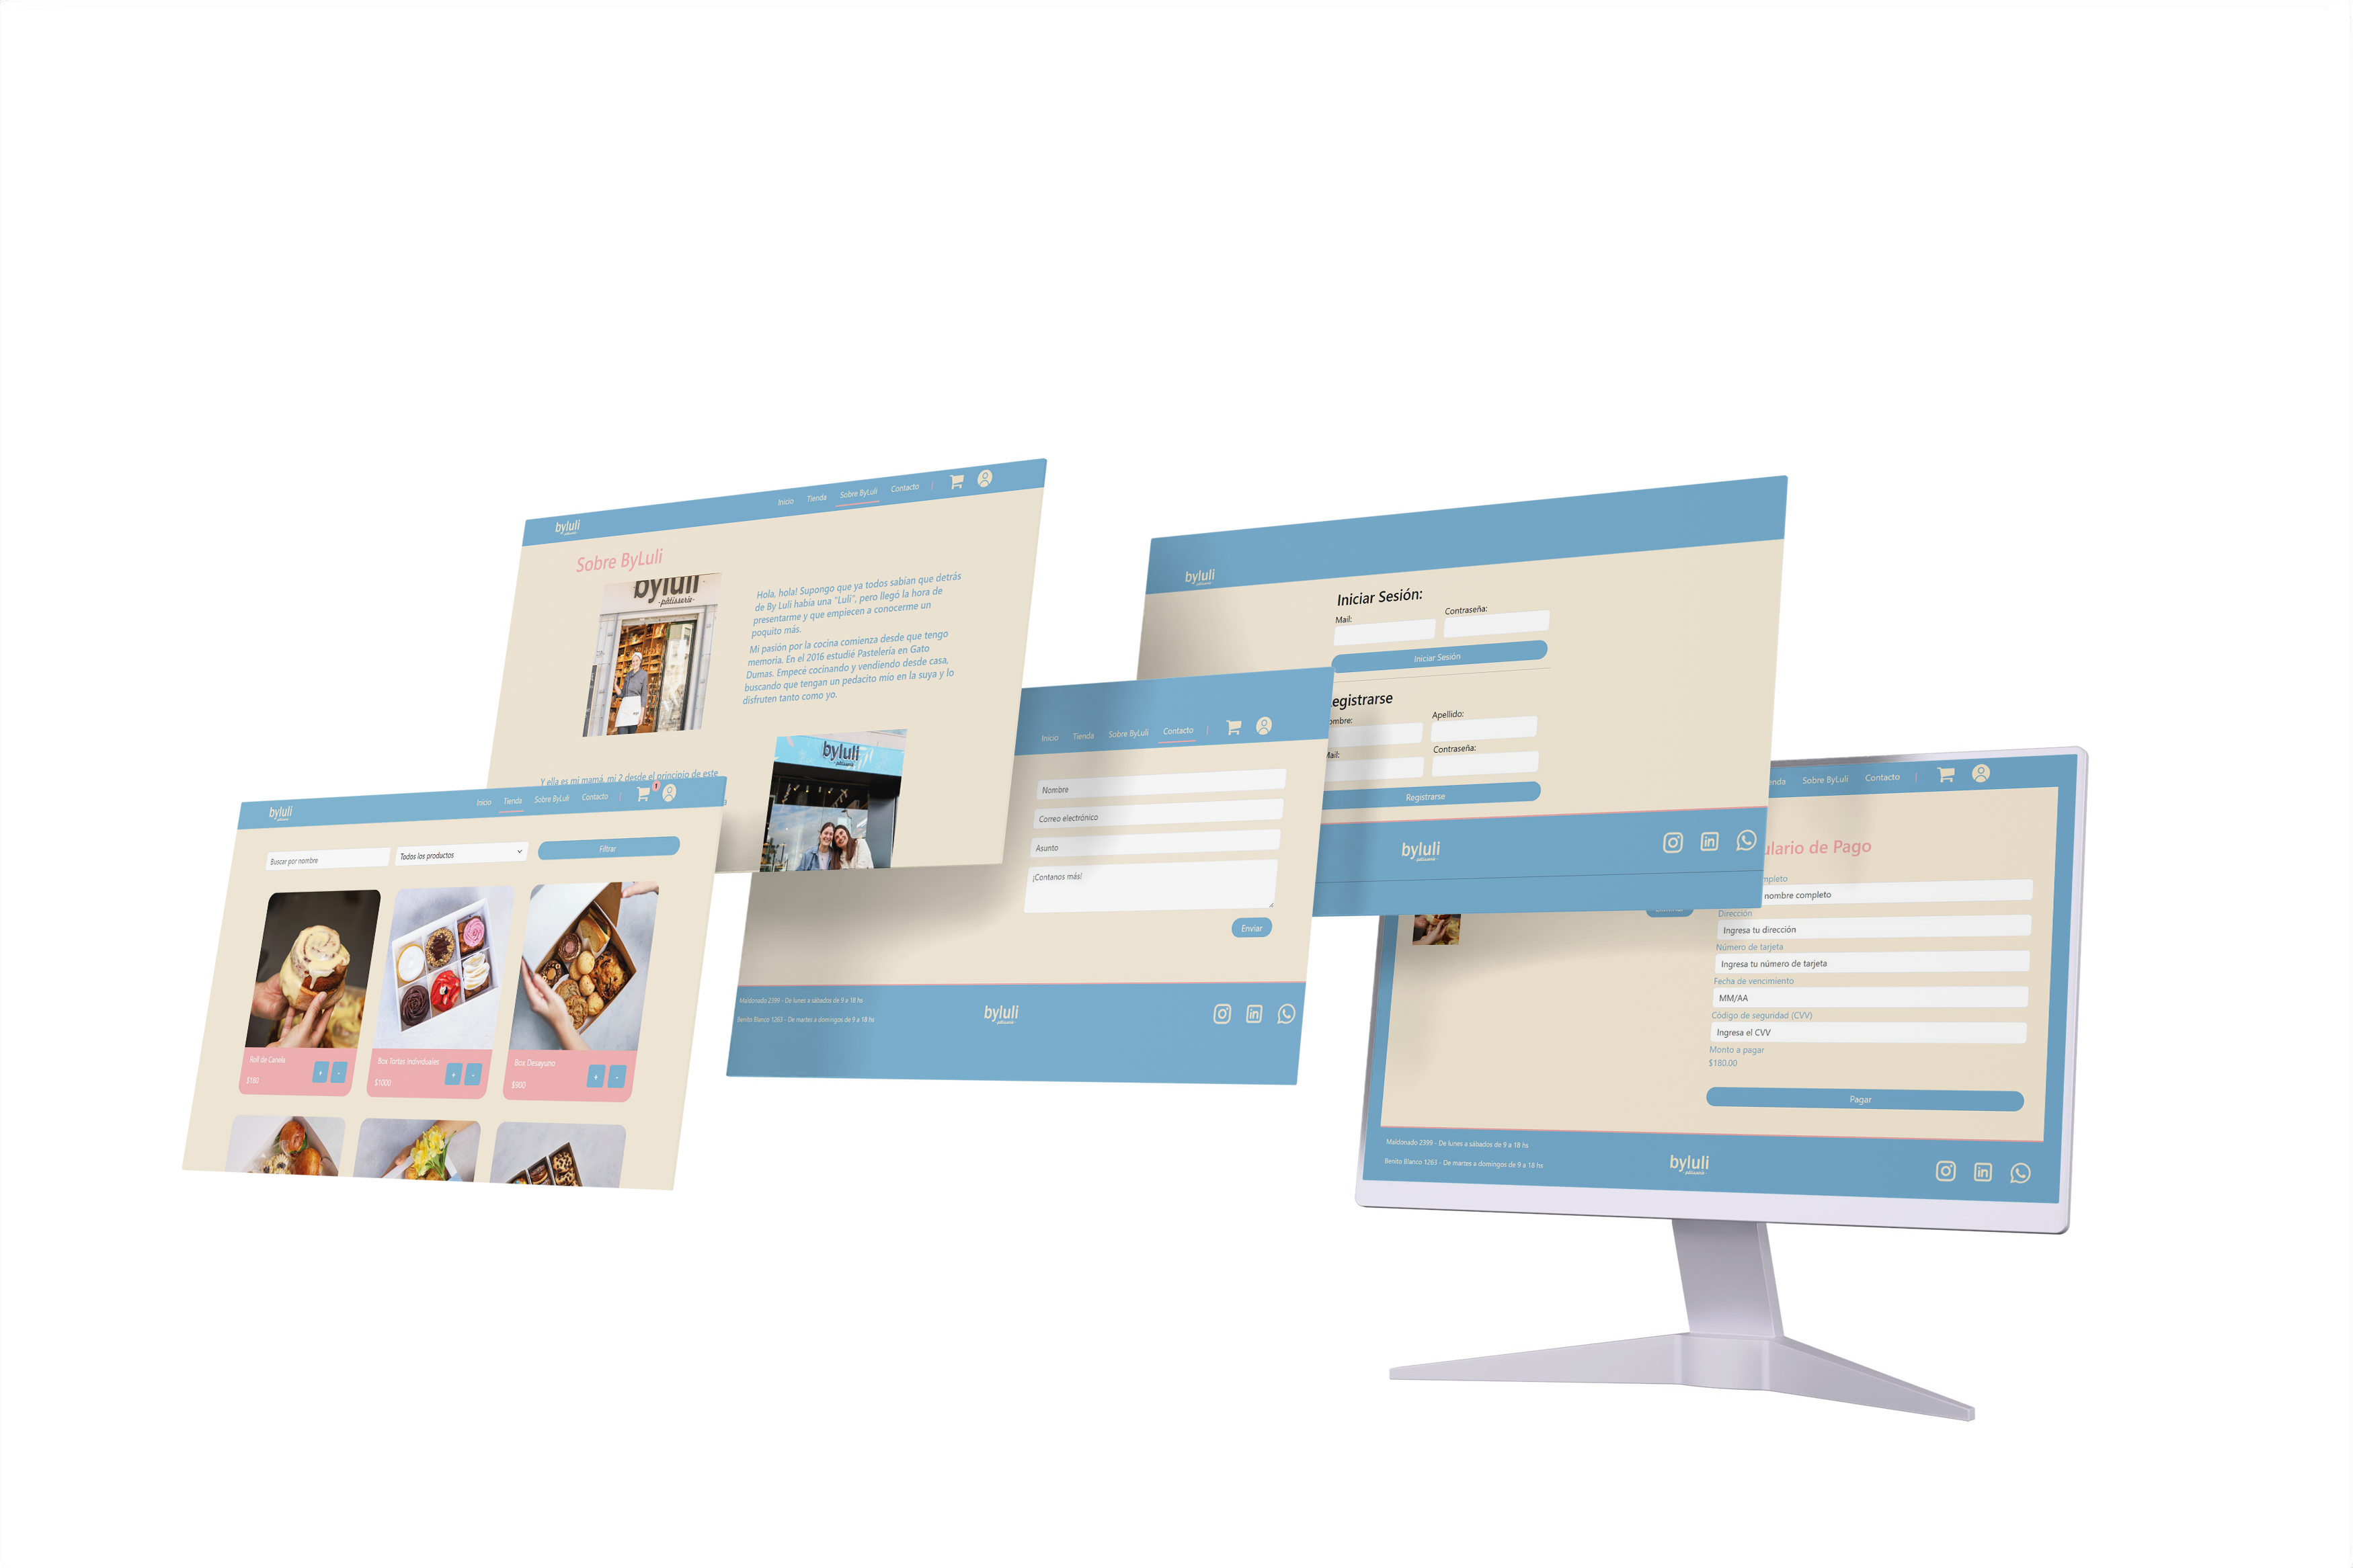 byluli
pâtisserie
Inicio Tienda Sobre ByLuli Contacto |
Sobre ByLuli
byluli
-pâtisserie-
Hola, hola! Supongo que ya todos sabían que detrás
de By Luli había una "Luli", pero llegó la hora de
presentarme y que empiecen a conocerme un
poquito más.
Mi pasión por la cocina comienza desde que tengo
memoria. En el 2016 estudié Pastelería en Gato
Dumas. Empecé cocinando y vendiendo desde casa,
buscando que tengan un pedacito mío en la suya y lo
disfruten tanto como yo.
byluli
Y ella es mi mamá, mi 2 desde el principio de este
byluli
Inicio Tienda Sobre ByLuli Contacto | 1
Buscar por nombre
Todos los productos
Filtrar
Roll de Canela
$180
+ -
Box Tortas Individuales
$1000
+ -
Box Desayuno
$900
+ -
Inicio Tienda Sobre ByLuli Contacto |
Nombre
Correo electrónico
Asunto
¡Contanos más!
Enviar
Maldonado 2399 - De lunes a sábados de 9 a 18 hs
Benito Blanco 1263 - De martes a domingos de 9 a 18 hs
byluli
pâtisserie
in
byluli
pâtisserie
Iniciar Sesión:
Mail:
Contraseña:
Iniciar Sesión
egistrarse
ombre:
Apellido:
Mail:
Contraseña:
Registrarse
byluli
pâtisserie
in
enda Sobre ByLuli Contacto |
ulario de Pago
mpleto
nombre completo
Dirección
Ingresa tu dirección
Número de tarjeta
Ingresa tu número de tarjeta
Fecha de vencimiento
MM/AA
Código de seguridad (CVV)
Ingresa el CVV
Monto a pagar
$180.00
Pagar
Maldonado 2399 - De lunes a sábados de 9 a 18 hs
Benito Blanco 1263 - De martes a domingos de 9 a 18 hs
byluli
pâtisserie
in